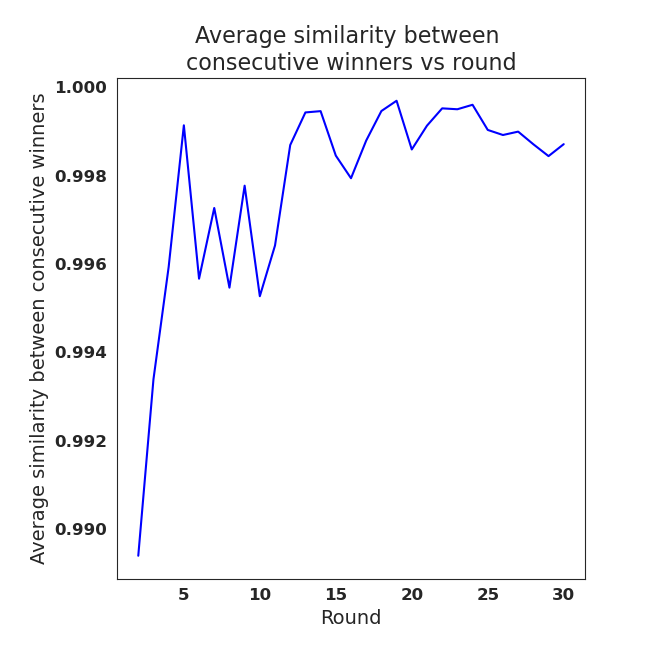 Average similarity between
consecutive winners vs round
Average similarity between consecutive winners
1.000
0.998
0.996
0.994
0.992
0.990
5 10 15 20 25 30
Round